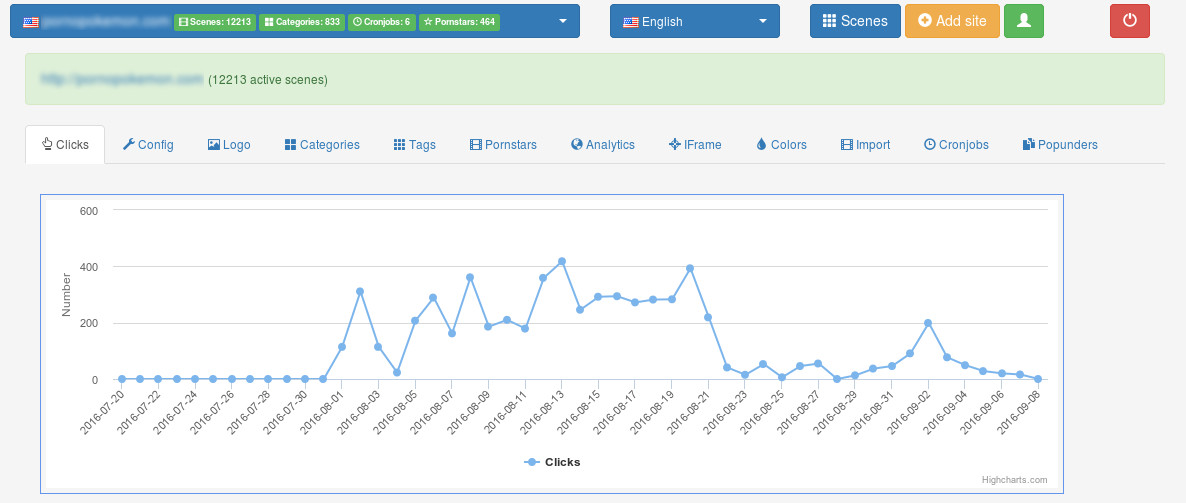 Scenes: 12213 Categories: 833 Cronjobs: 6 Pornstars: 464 English Scenes Add site
(12213 active scenes)
Clicks Config Logo Categories Tags Pornstars Analytics IFrame Colors Import Cronjobs Popunders
600
400
200
0
Number
2016-07-20 2016-07-22 2016-07-24 2016-07-26 2016-07-28 2016-07-30 2016-08-01 2016-08-03 2016-08-05 2016-08-07 2016-08-09 2016-08-11 2016-08-13 2016-08-15 2016-08-17 2016-08-19 2016-08-21 2016-08-23 2016-08-25 2016-08-27 2016-08-29 2016-08-31 2016-09-02 2016-09-04 2016-09-06 2016-09-08
Clicks
Highcharts.com